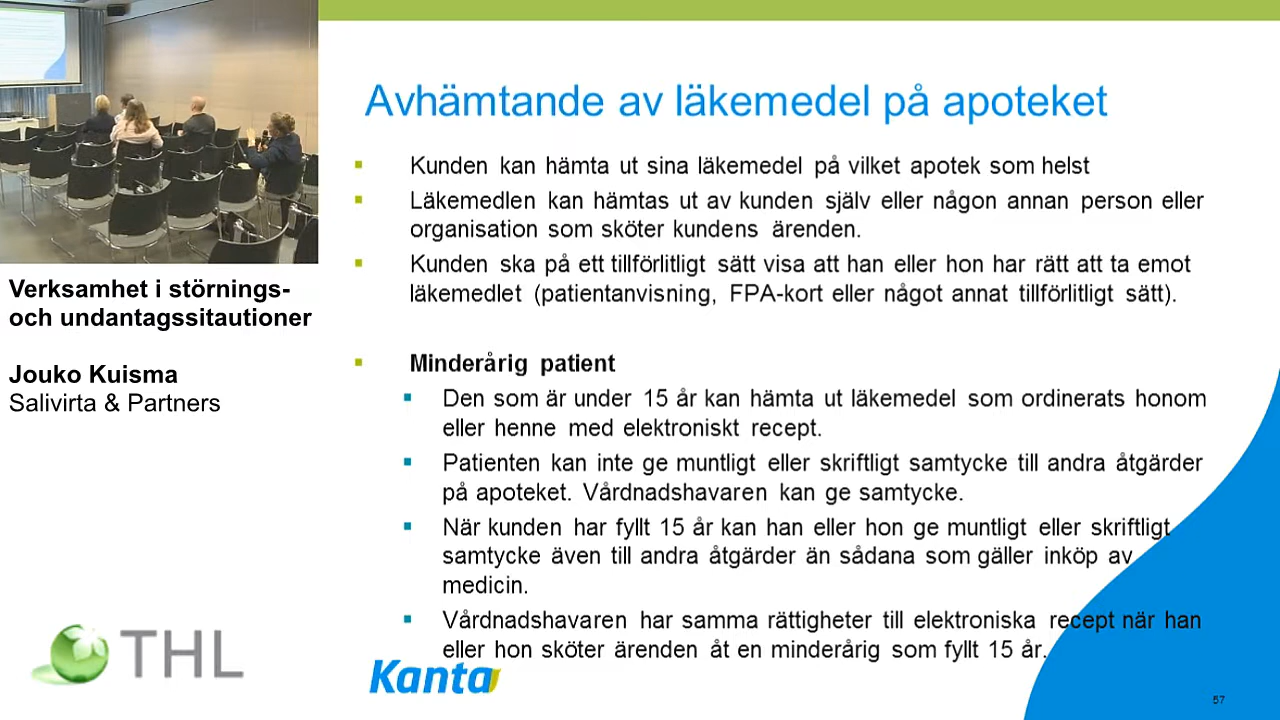 Avhämtande av läkemedel på apoteket
Kunden kan hämta ut sina läkemedel på vilket apotek som helst
Läkemedlen kan hämtas ut av kunden själv eller någon annan person eller
organisation som sköter kundens ärenden.
Kunden ska på ett tillförlitligt sätt visa att han eller hon har rätt att ta emot
läkemedlet (patientanvisning, FPA-kort eller något annat tillförlitligt sätt).
Minderårig patient
Den som är under 15 år kan hämta ut läkemedel som ordinerats honom
eller henne med elektroniskt recept.
Patienten kan inte ge muntligt eller skriftligt samtycke till andra åtgärder
på apoteket. Vårdnadshavaren kan ge samtycke.
När kunden har fyllt 15 år kan han eller hon ge muntligt eller skriftligt
samtycke även till andra åtgärder än sådana som gäller inköp av
medicin.
Vårdnadshavaren har samma rättigheter till elektroniska recept när han
eller hon sköter ärenden åt en minderårig som fyllt 15 år.
Verksamhet i störnings-
och undantagssitautioner
Jouko Kuisma
Salivirta & Partners
THL
Kanta
57